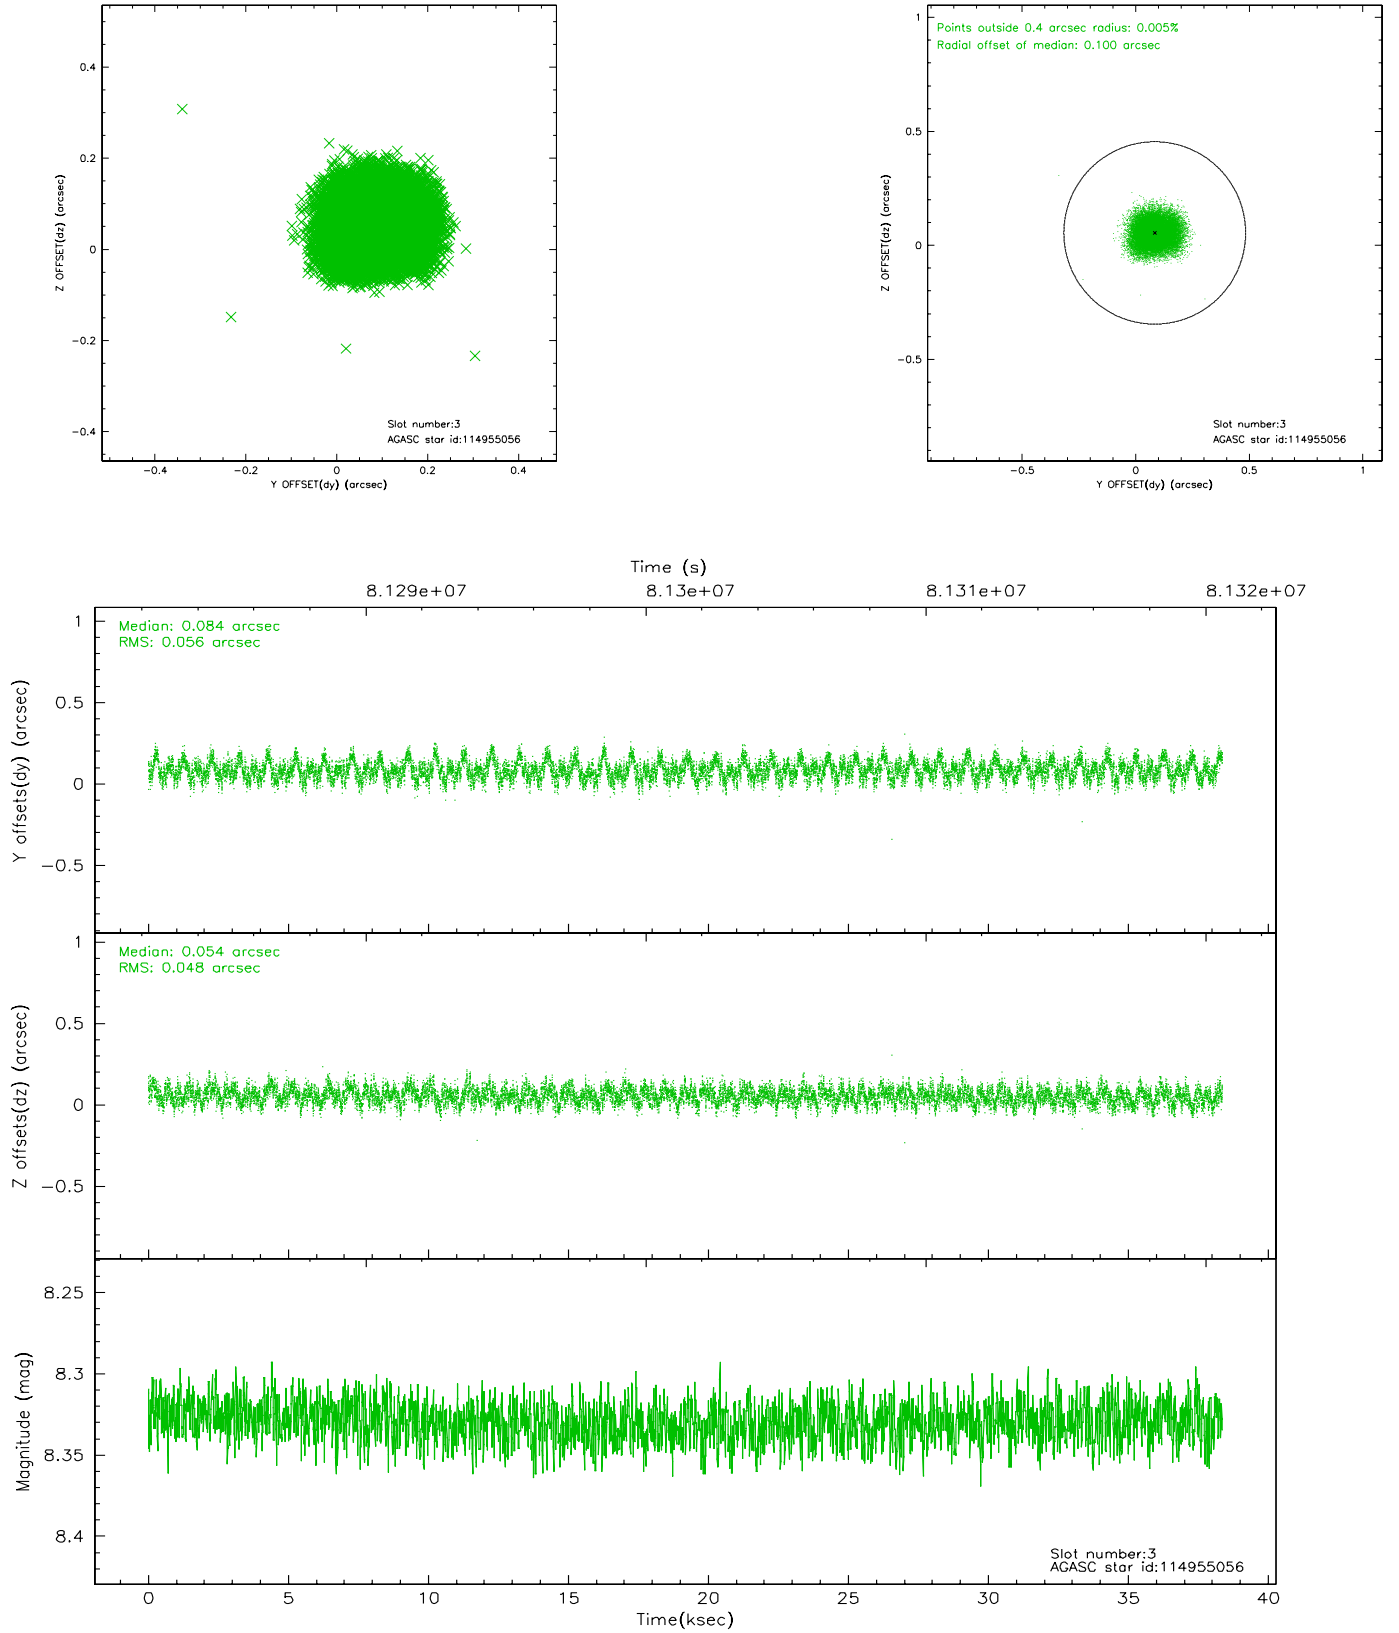 0.4
0.2
0
−0.2
−0.4
Z OFFSET(dz) (arcsec)
−0.4 −0.2 0 0.2 0.4
Y OFFSET(dy) (arcsec)
Slot number:3
AGASC star id:114955056
Points outside 0.4 arcsec radius: 0.005%
Radial offset of median: 0.100 arcsec
1
0.5
0
−0.5
Z OFFSET(dz) (arcsec)
−0.5 0 0.5 1
Y OFFSET(dy) (arcsec)
Slot number:3
AGASC star id:114955056
Time (s)
8.129e+07 8.13e+07 8.131e+07 8.132e+07
Median: 0.084 arcsec
RMS: 0.056 arcsec
1
0.5
0
−0.5
Y offsets(dy) (arcsec)
Median: 0.054 arcsec
RMS: 0.048 arcsec
1
0.5
0
−0.5
Z offsets(dz) (arcsec)
8.25
8.3
8.35
8.4
Magnitude (mag)
Slot number:3
AGASC star id:114955056
0 5 10 15 20 25 30 35 40
Time(ksec)